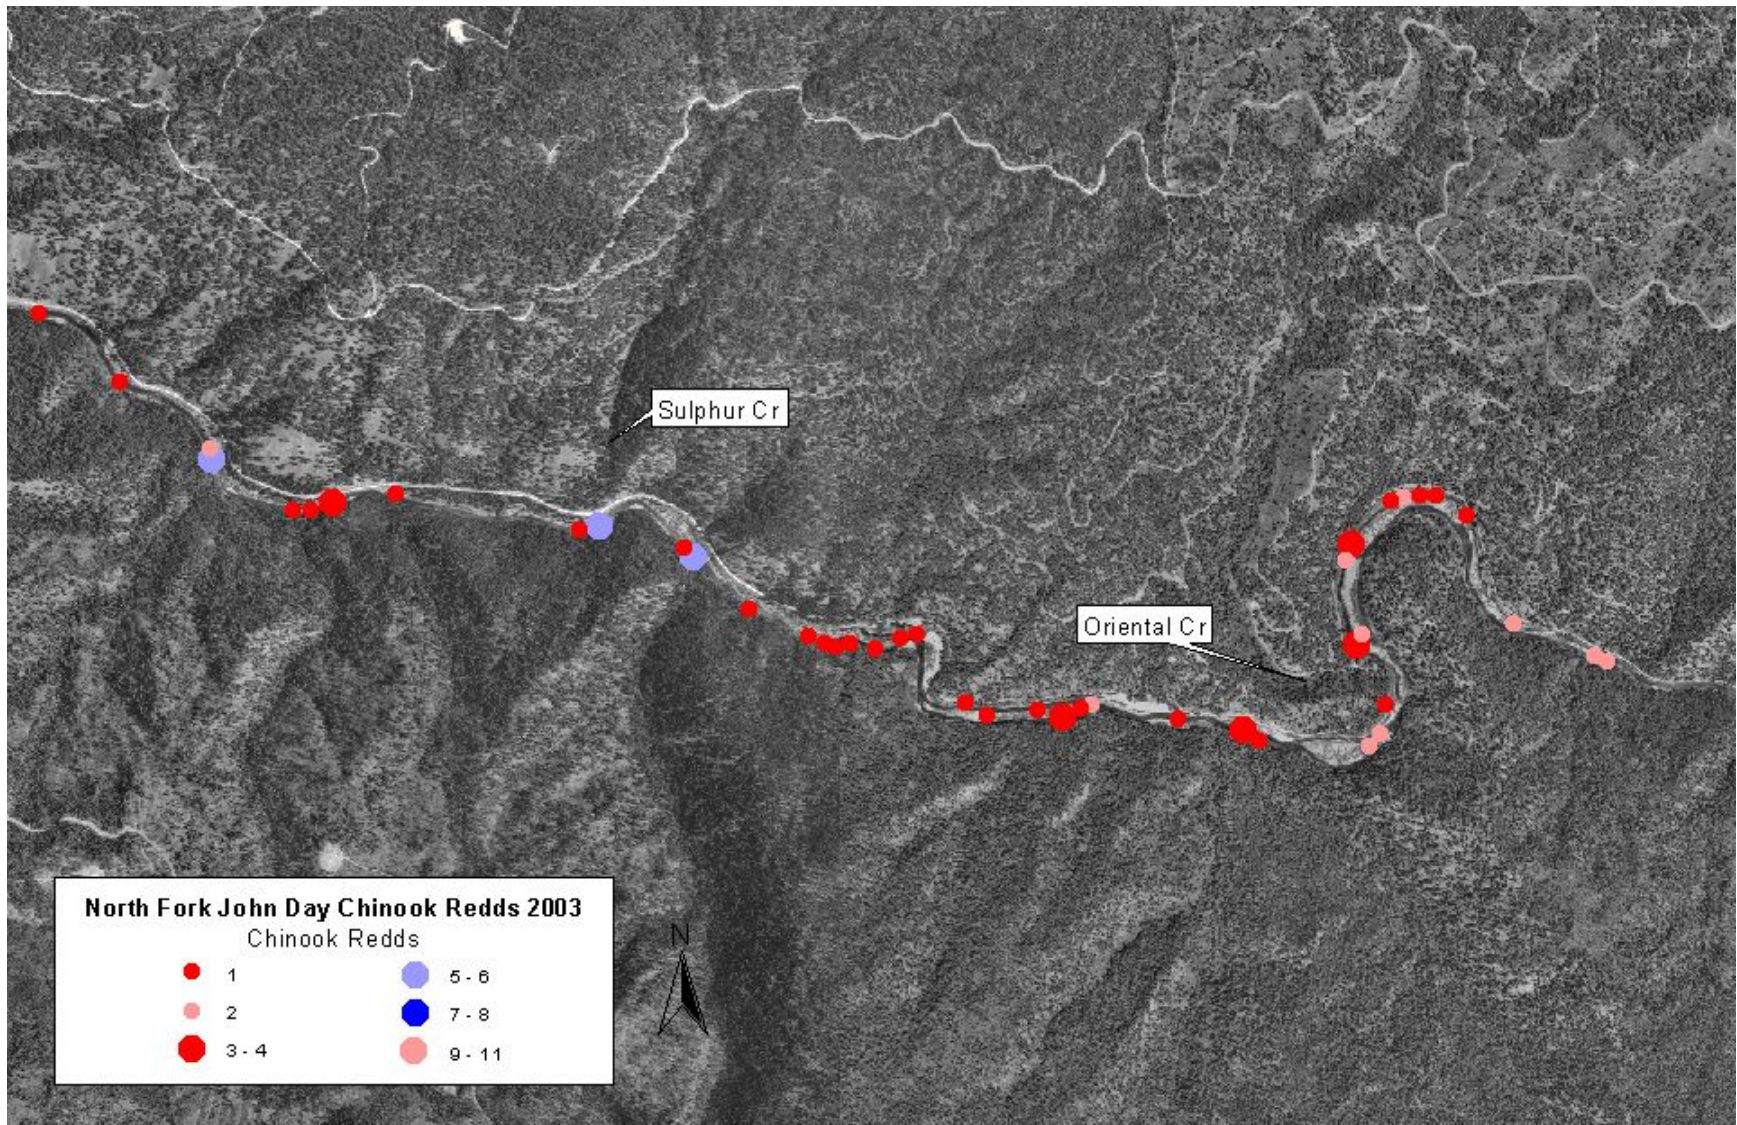 Sulphur Cr
Oriental Cr
North Fork John Day Chinook Redds 2003
Chinook Redds
1
5 - 6
2
7 - 8
3 - 4
9 - 11
N